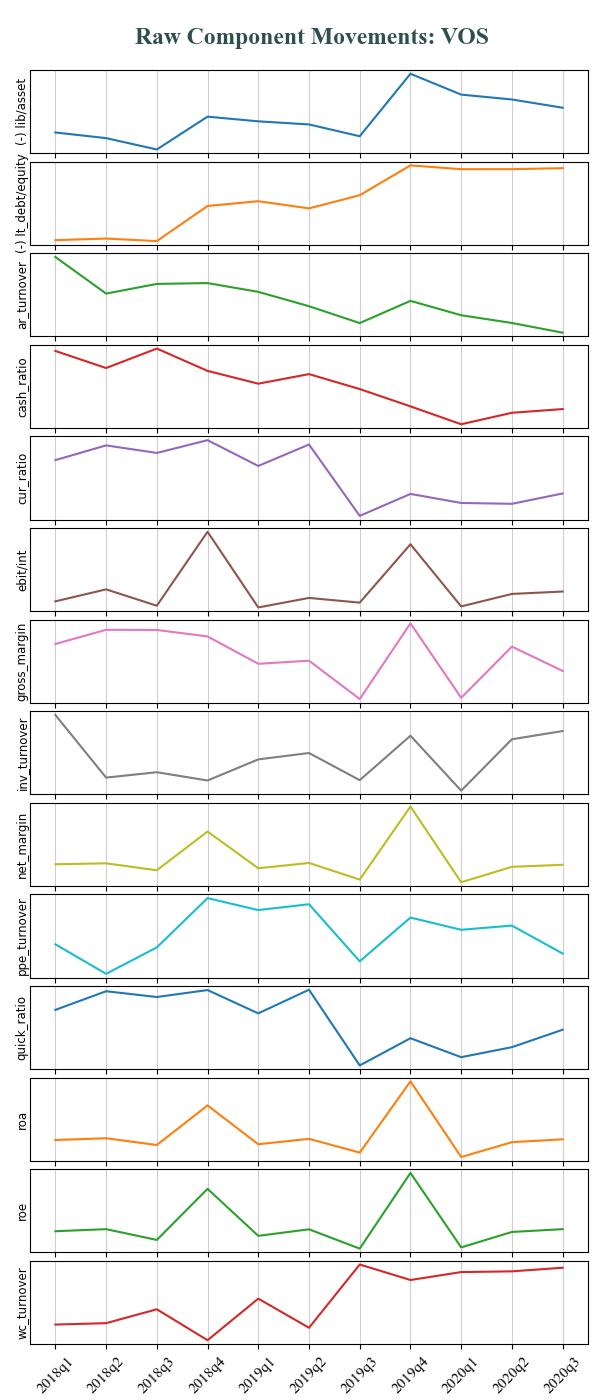 Raw Component Movements: VOS
(-) lib/asset
(-) lt_debt/equity
ar_turnover
cash_ratio
cur_ratio
ebit/int
gross_margin
inv_turnover
net_margin
ppe_turnover
quick_ratio
roa
roe
wc_turnover
2018q1 2018q2 2018q3 2018q4 2019q1 2019q2 2019q3 2019q4 2020q1 2020q2 2020q3